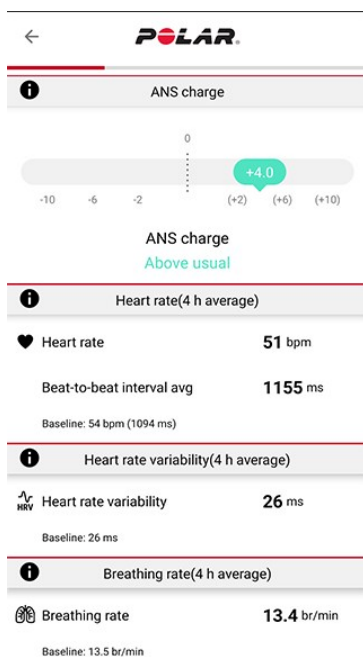 POLAR.
ANS charge
0
+4.0
-10 -6 -2 (+2) (+6) (+10)
ANS charge
Above usual
Heart rate(4 h average)
Heart rate 51 bpm
Beat-to-beat interval avg 1155 ms
Baseline: 54 bpm (1094 ms)
Heart rate variability(4 h average)
HRV Heart rate variability 26 ms
Baseline: 26 ms
Breathing rate(4 h average)
Breathing rate 13.4 br/min
Baseline: 13.5 br/min